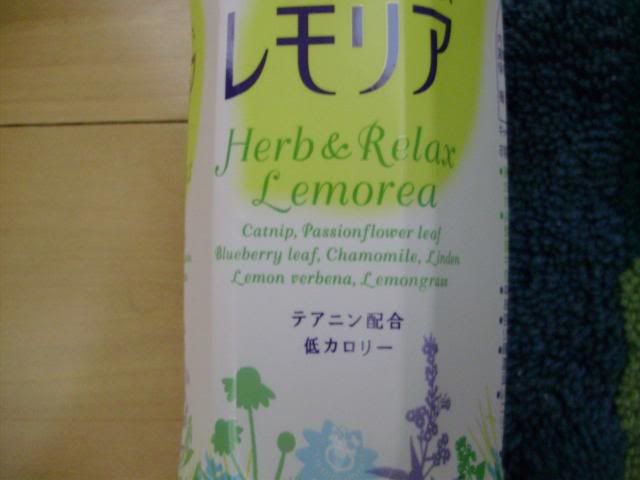 レモリア
Herb & Relax
Lemorea
Catnip, Passionflower leaf
Blueberry leaf, Chamomile, Linden
Lemon verbena, Lemongrass
テアニン配合
低カロリー